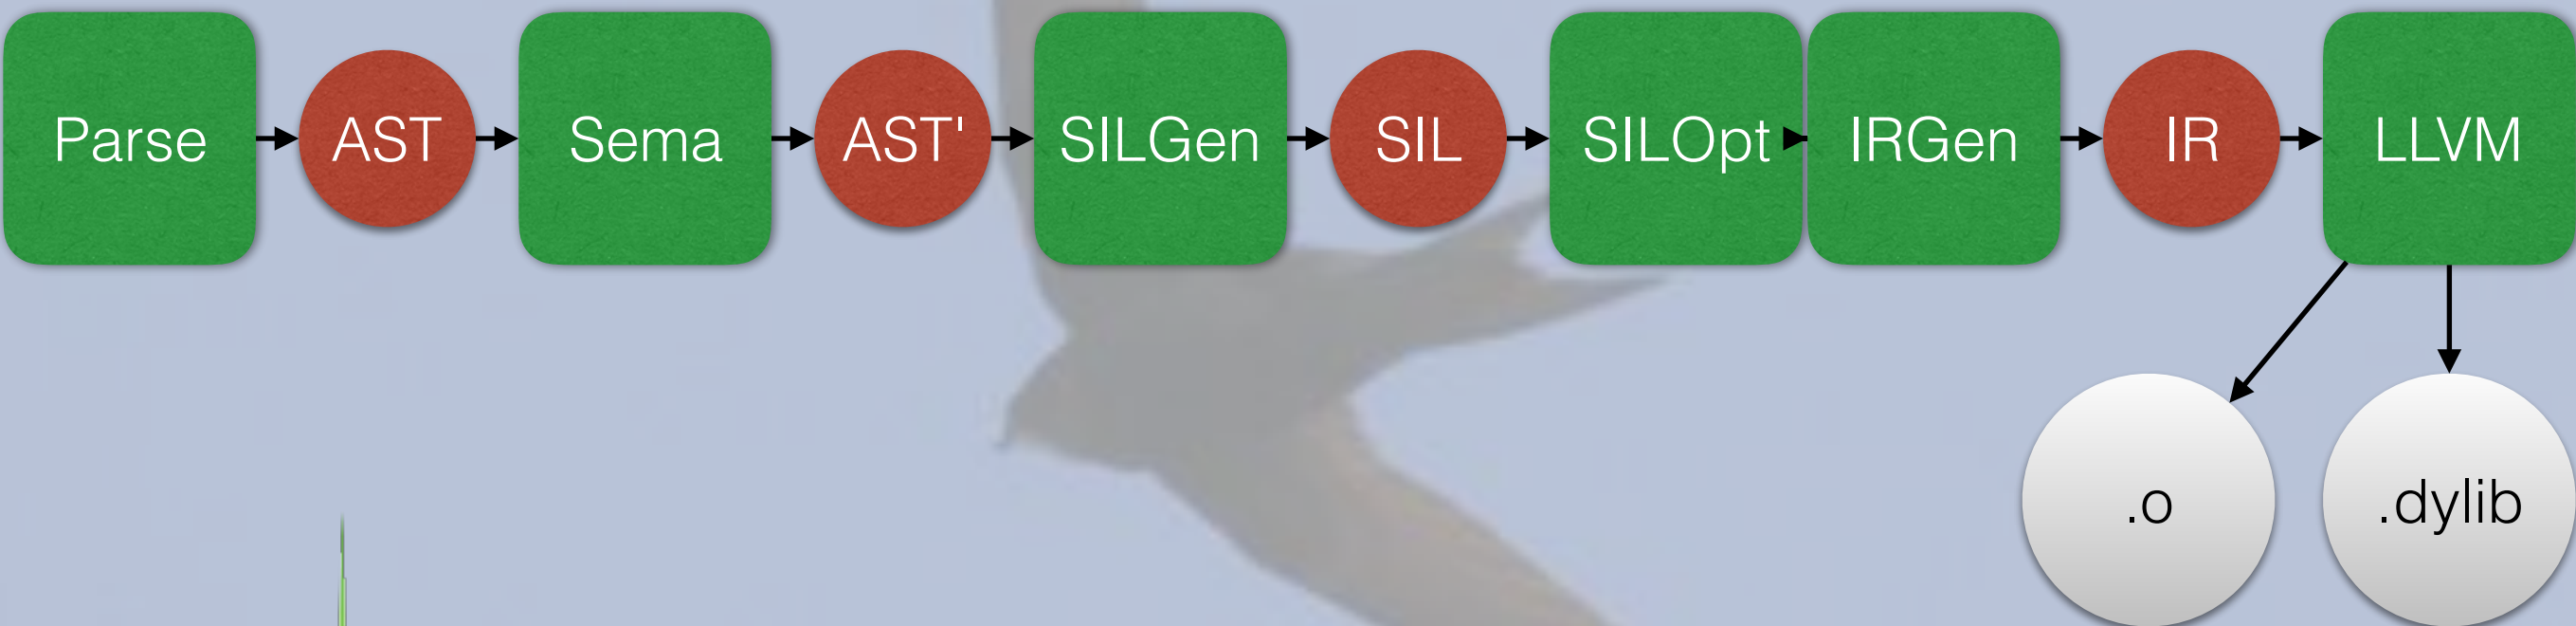 Parse
AST
Sema
AST'
SILGen
SIL
SILOpt
IRGen
IR
LLVM
.o
.dylib